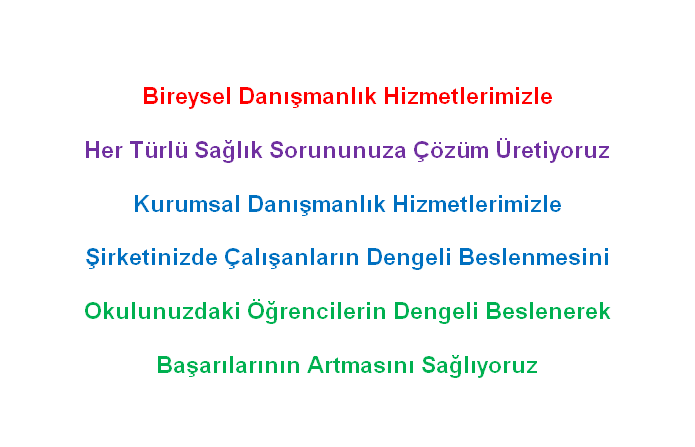 Bireysel Danışmanlık Hizmetlerimizle
Her Türlü Sağlık Sorununuza Çözüm Üretiyoruz
Kurumsal Danışmanlık Hizmetlerimizle
Şirketinizde Çalışanların Dengeli Beslenmesini
Okulunuzdaki Öğrencilerin Dengeli Beslenerek
Başarılarının Artmasını Sağlıyoruz